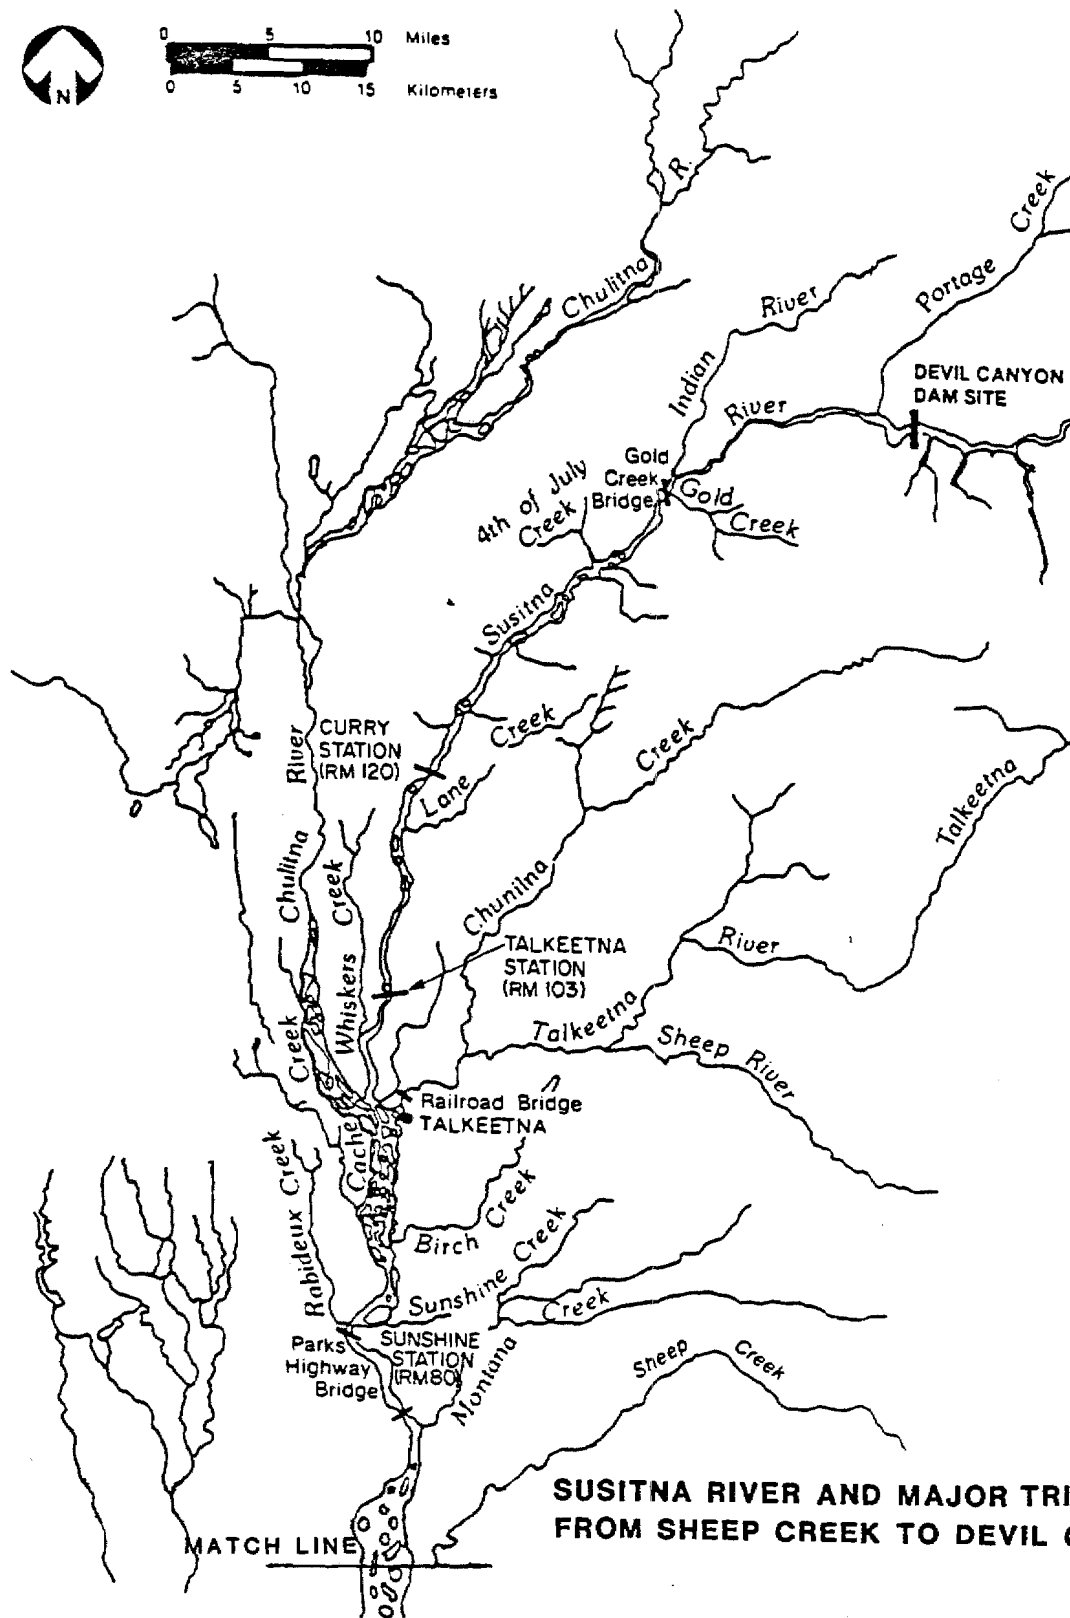 0 5 10 Miles
0 5 10 15 Kilometers
N
R.
Chulitna
Creek
Portage
River
Indian
River
DEVIL CANYON
DAM SITE
Gold
Creek
Bridge
Gold
Creek
4th of July
Creek
Susitna
CURRY
STATION
(RM 120)
River
Chulitna
Creek
Lane
Creek
Talkeetna
Creek
Whiskers
Chunilna
River
TALKEETNA
STATION
(RM 103)
Talkeetna
Sheep River
Creek
Cache
Railroad Bridge
TALKEETNA
Rabideux Creek
Birch Creek
Sunshine Creek
Creek
Montana
Parks
Highway
Bridge
SUNSHINE
STATION
(RM80)
Sheep Creek
SUSITNA RIVER AND MAJOR TRI
FROM SHEEP CREEK TO DEVIL
MATCH LINE